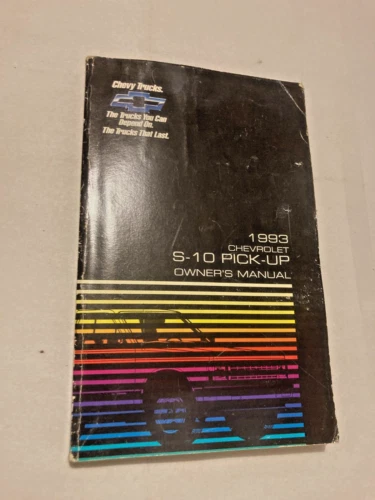 Chevy Trucks.
The Trucks You Can
Depend On.
The Trucks That Last.
1993
CHEVROLET
S-10 PICK-UP
OWNER'S MANUAL